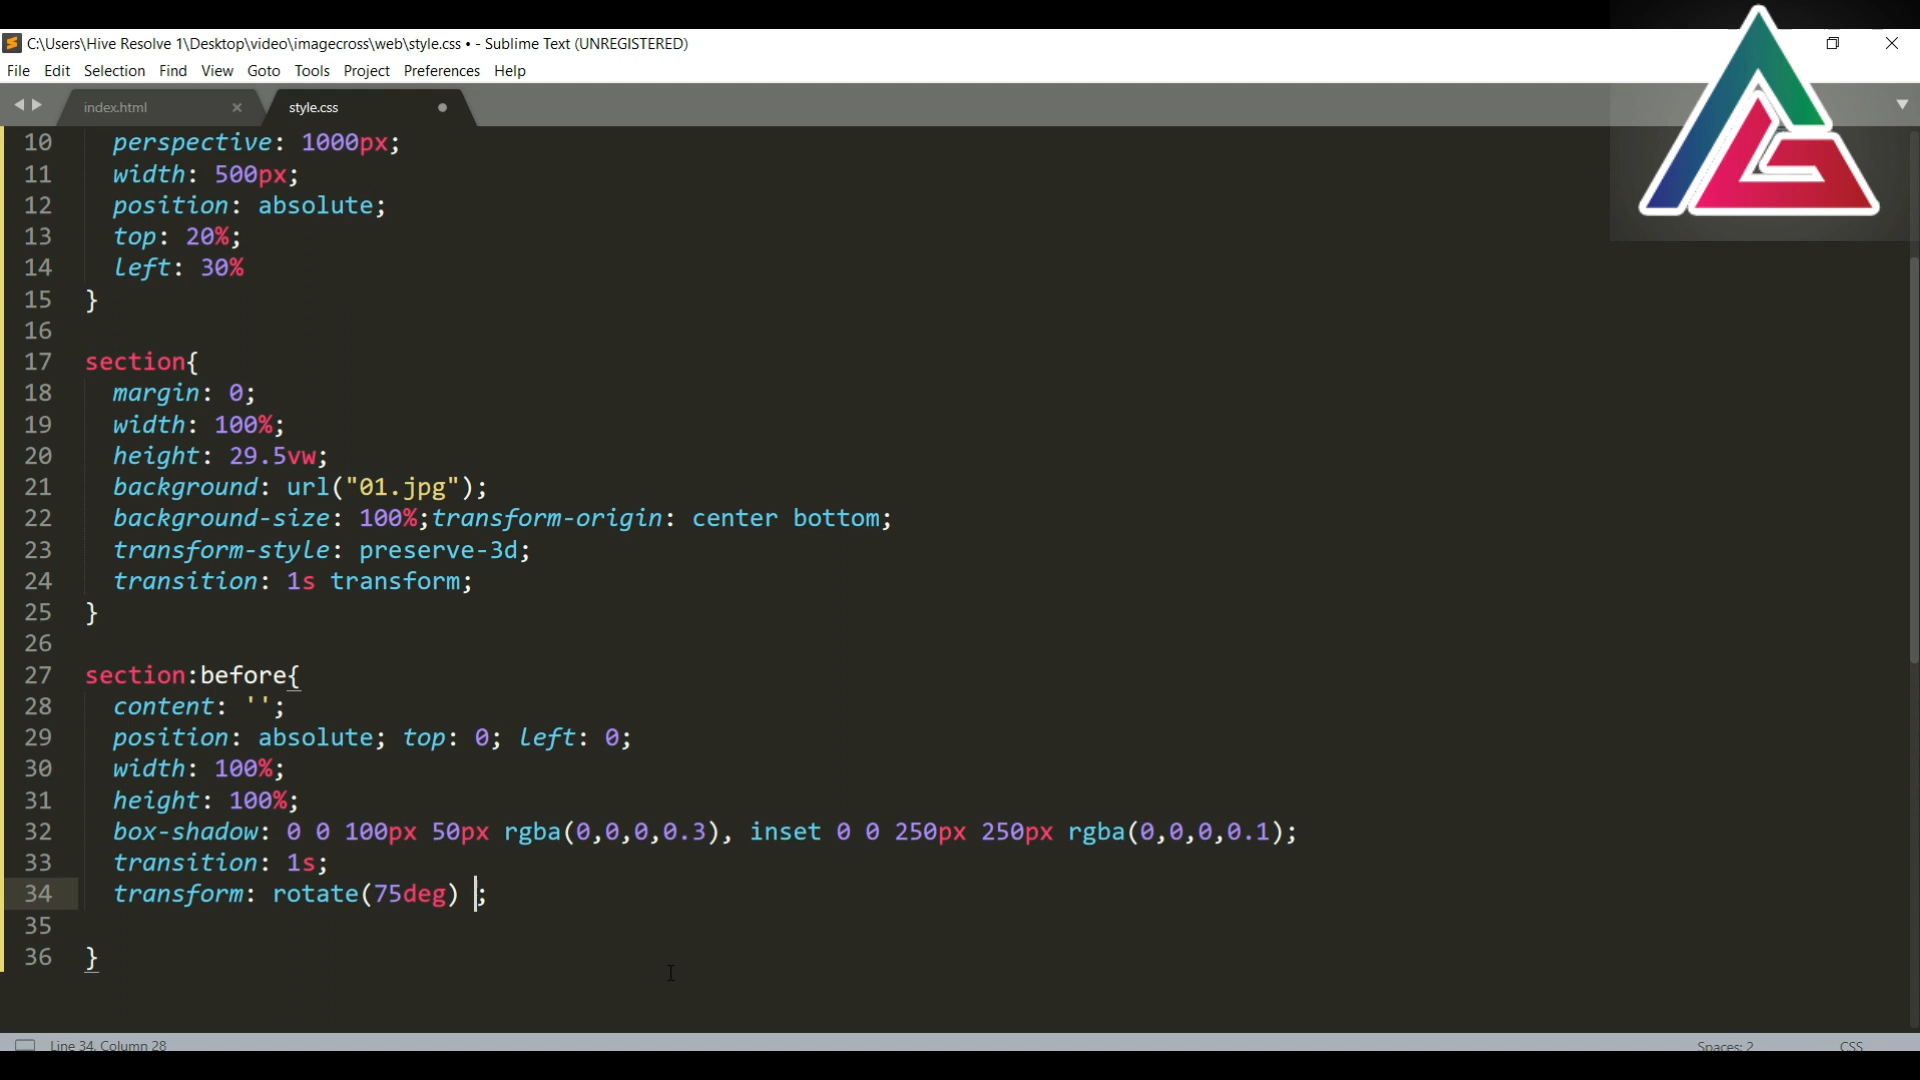 C:\Users\Hive Resolve 1\Desktop\video\imagecross\web\style.css • - Sublime Text (UNREGISTERED)
File Edit Selection Find View Goto Tools Project Preferences Help
index.html style.css
10 perspective: 1000px;
11 width: 500px;
12 position: absolute;
13 top: 20%;
14 left: 30%
15 }
16
17 section{
18 margin: 0;
19 width: 100%;
20 height: 29.5vw;
21 background: url("01.jpg");
22 background-size: 100%;transform-origin: center bottom;
23 transform-style: preserve-3d;
24 transition: 1s transform;
25 }
26
27 section:before{
28 content: '';
29 position: absolute; top: 0; left: 0;
30 width: 100%;
31 height: 100%;
32 box-shadow: 0 0 100px 50px rgba(0,0,0,0.3), inset 0 0 250px 250px rgba(0,0,0,0.1);
33 transition: 1s;
34 transform: rotate(75deg) ;
35
36 }
Line 34, Column 28 Spaces: 2 CSS